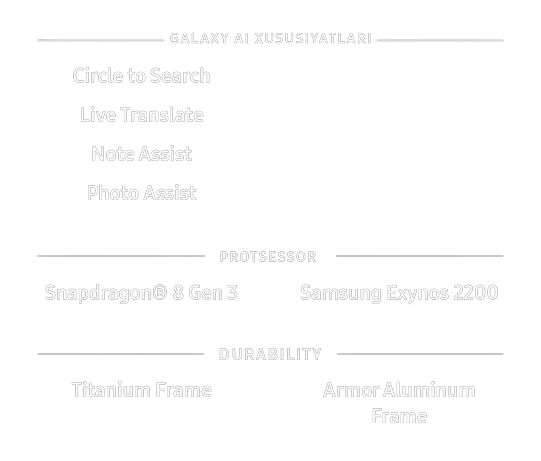 GALAXY AI XUSUSIYATLARI
Circle to Search
Live Translate
Note Assist
Photo Assist
PROTSESSOR
Snapdragon® 8 Gen 3 Samsung Exynos 2200
DURABILITY
Titanium Frame Armor Aluminum
Frame